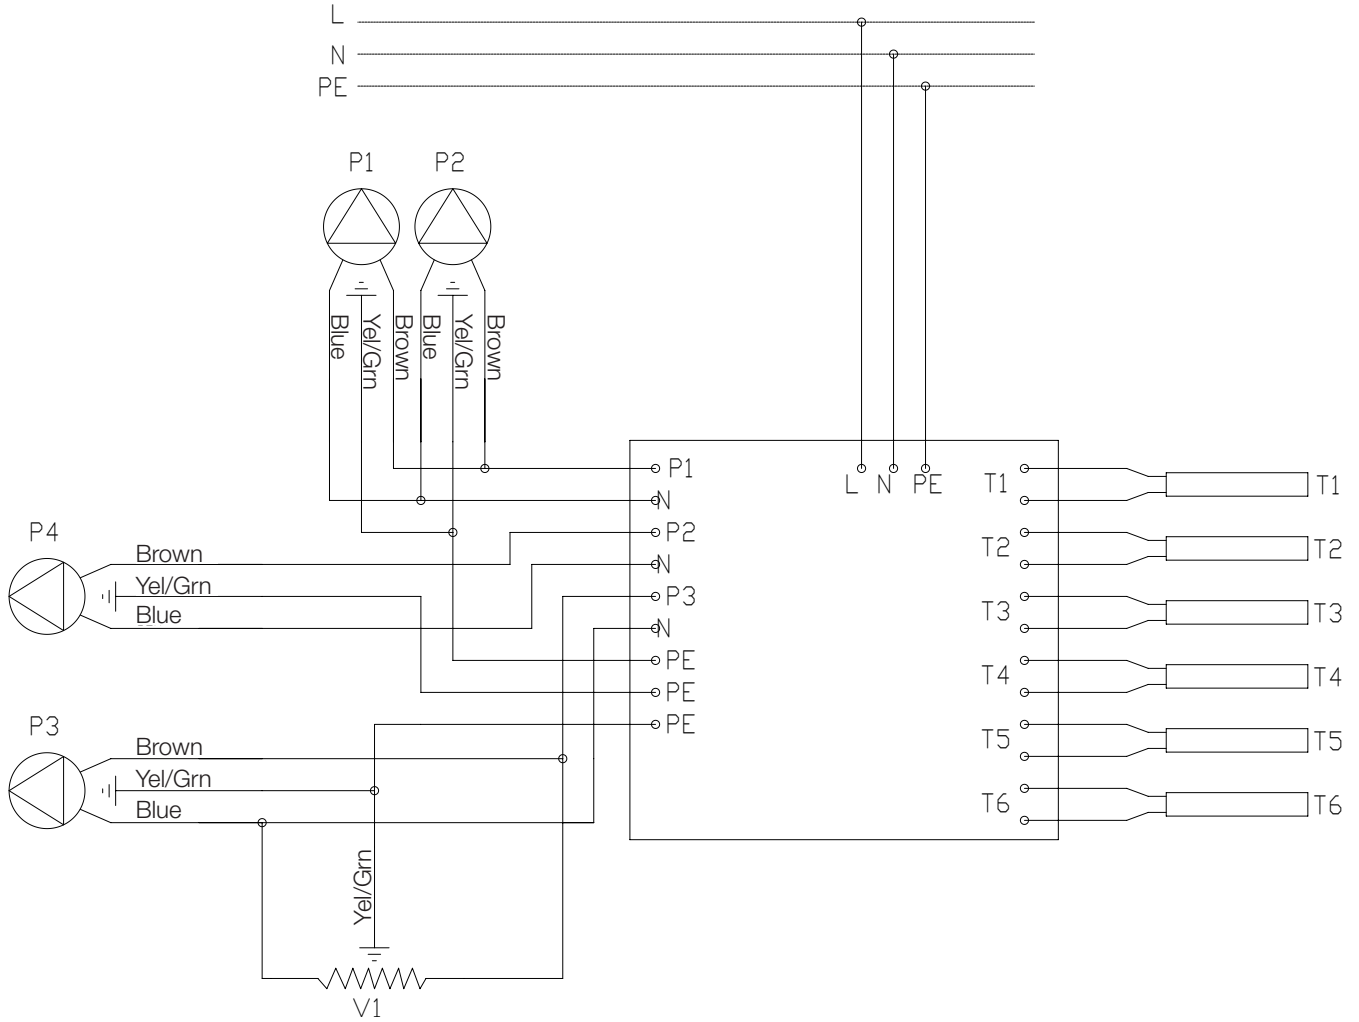 L
N
PE
P1 P2
Blue Yel/Grn Brown Blue Yel/Grn Brown
P1 L N PE T1 T1
N
P4 P2 T2 T2
Brown N
Yel/Grn P3 T3 T3
Blue N
PE T4 T4
PE
P3 PE T5 T5
Brown
Yel/Grn
Blue T6 T6
Yel/Grn
V1